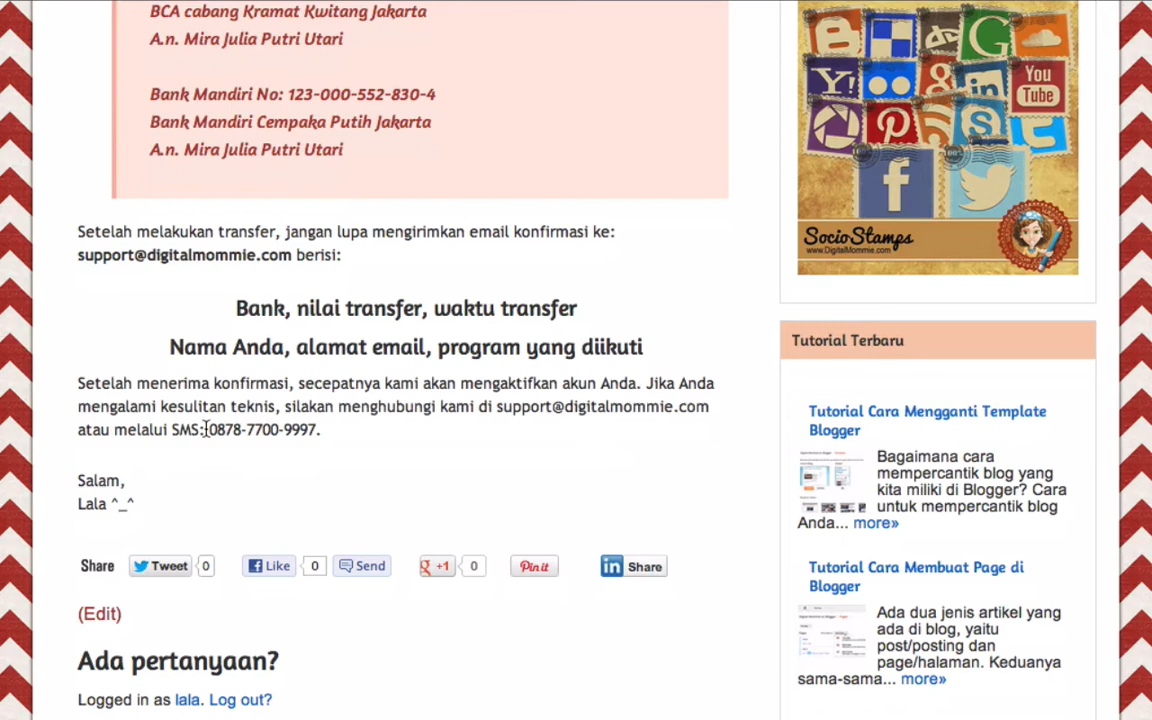 BCA cabang Kramat Kwitang Jakarta
A.n. Mira Julia Putri Utari
Bank Mandiri No: 123-000-552-830-4
Bank Mandiri Cempaka Putih Jakarta
A.n. Mira Julia Putri Utari
Setelah melakukan transfer, jangan lupa mengirimkan email konfirmasi ke:
support@digitalmommie.com berisi:
Bank, nilai transfer, waktu transfer
Nama Anda, alamat email, program yang diikuti
Setelah menerima konfirmasi, secepatnya kami akan mengaktifkan akun Anda. Jika Anda
mengalami kesulitan teknis, silakan menghubungi kami di support@digitalmommie.com
atau melalui SMS: 0878-7700-9997.
Salam,
Lala ^_^
Share Tweet 0 Like 0 Send +1 0 Pin it Share
(Edit)
Ada pertanyaan?
Logged in as lala. Log out?
You
Tube
SocioStamps
www.DigitalMommie.com
Tutorial Terbaru
Tutorial Cara Mengganti Template
Blogger
Bagaimana cara
mempercantik blog yang
kita miliki di Blogger? Cara
untuk mempercantik blog
Anda... more»
Tutorial Cara Membuat Page di
Blogger
Ada dua jenis artikel yang
ada di blog, yaitu
post/posting dan
page/halaman. Keduanya
sama-sama... more»